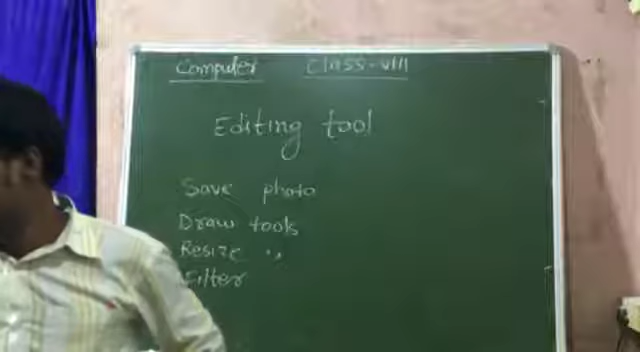 Computer Class-VIII
Editing tool
Save photo
Draw tools
Resize ,,
Filter